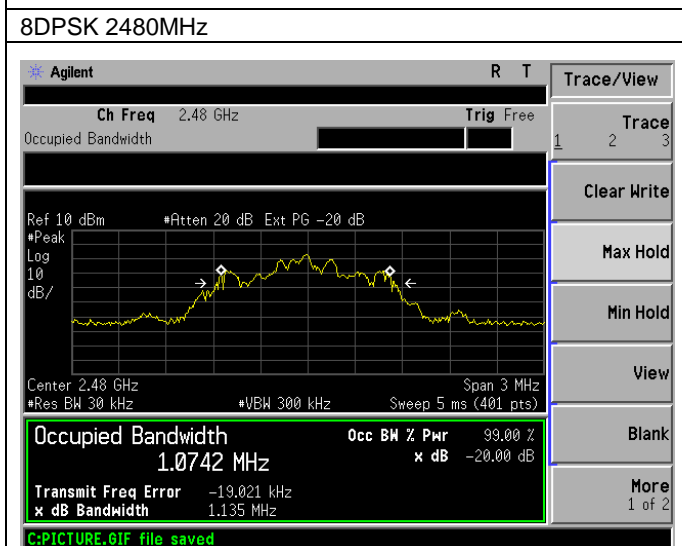 8DPSK 2480MHz
Agilent R T
Trace/View
Ch Freq 2.48 GHz Trig Free
Occupied Bandwidth
Trace
1 2 3
Clear Write
Ref 10 dBm #Atten 20 dB Ext PG -20 dB
#Peak
Log
10
dB/
Max Hold
Min Hold
View
Center 2.48 GHz Span 3 MHz
#Res BW 30 kHz #VBW 300 kHz Sweep 5 ms (401 pts)
Occupied Bandwidth Occ BW % Pwr 99.00 %
1.0742 MHz x dB -20.00 dB
Blank
Transmit Freq Error -19.021 kHz
x dB Bandwidth 1.135 MHz
More
1 of 2
C:PICTURE.GIF file saved